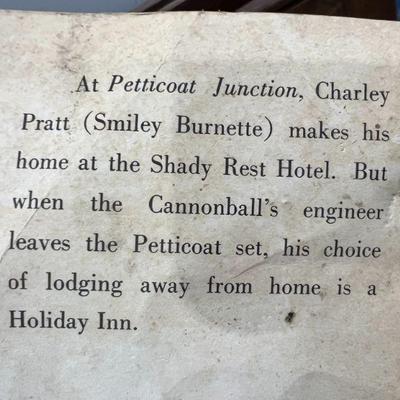 At Petticoat Junction, Charley
Pratt (Smiley Burnette) makes his
home at the Shady Rest Hotel. But
when the Cannonball's engineer
leaves the Petticoat set, his choice
of lodging away from home is a
Holiday Inn.